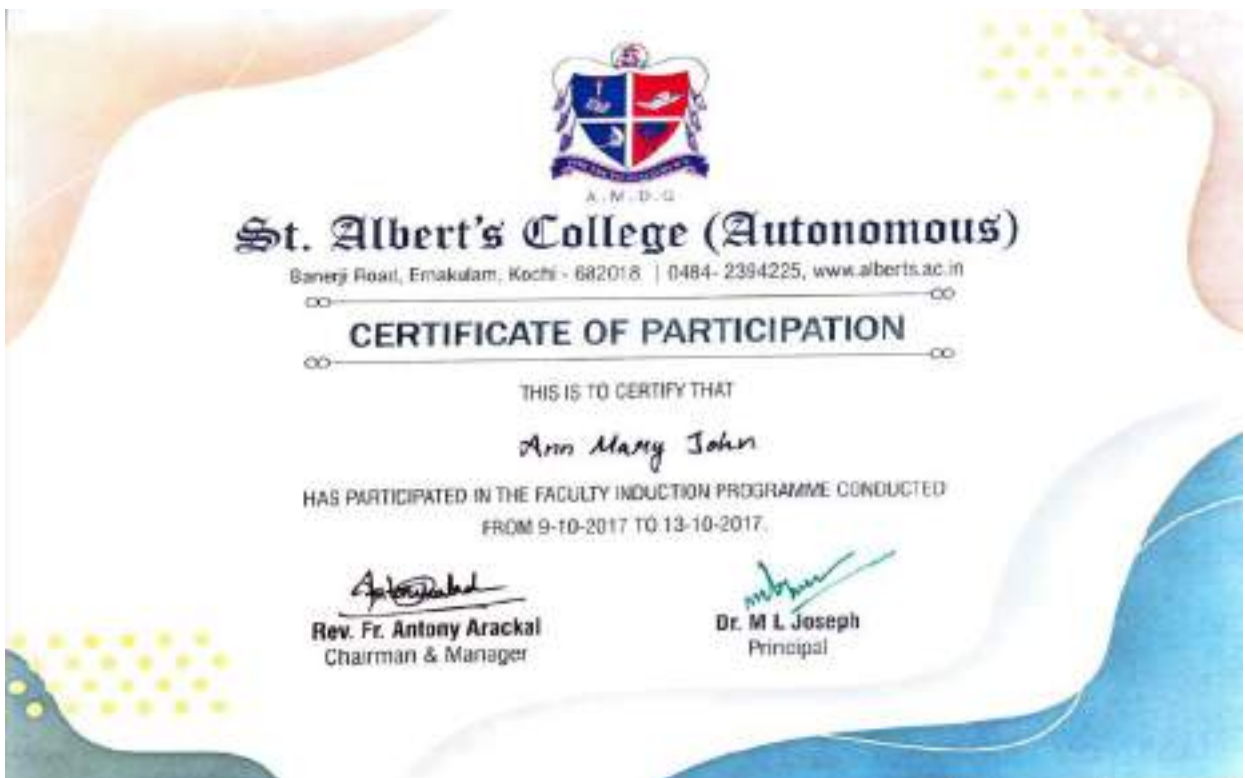 A.M.D.G
St. Albert's College (Autonomous)
Banerji Road, Ernakulam, Kochi - 682018 | 0484- 2394225, www.alberts.ac.in
CERTIFICATE OF PARTICIPATION
THIS IS TO CERTIFY THAT
Ann Mary John
HAS PARTICIPATED IN THE FACULTY INDUCTION PROGRAMME CONDUCTED
FROM 9-10-2017 TO 13-10-2017.
Rev. Fr. Antony Arackal
Chairman & Manager
Dr. M L Joseph
Principal